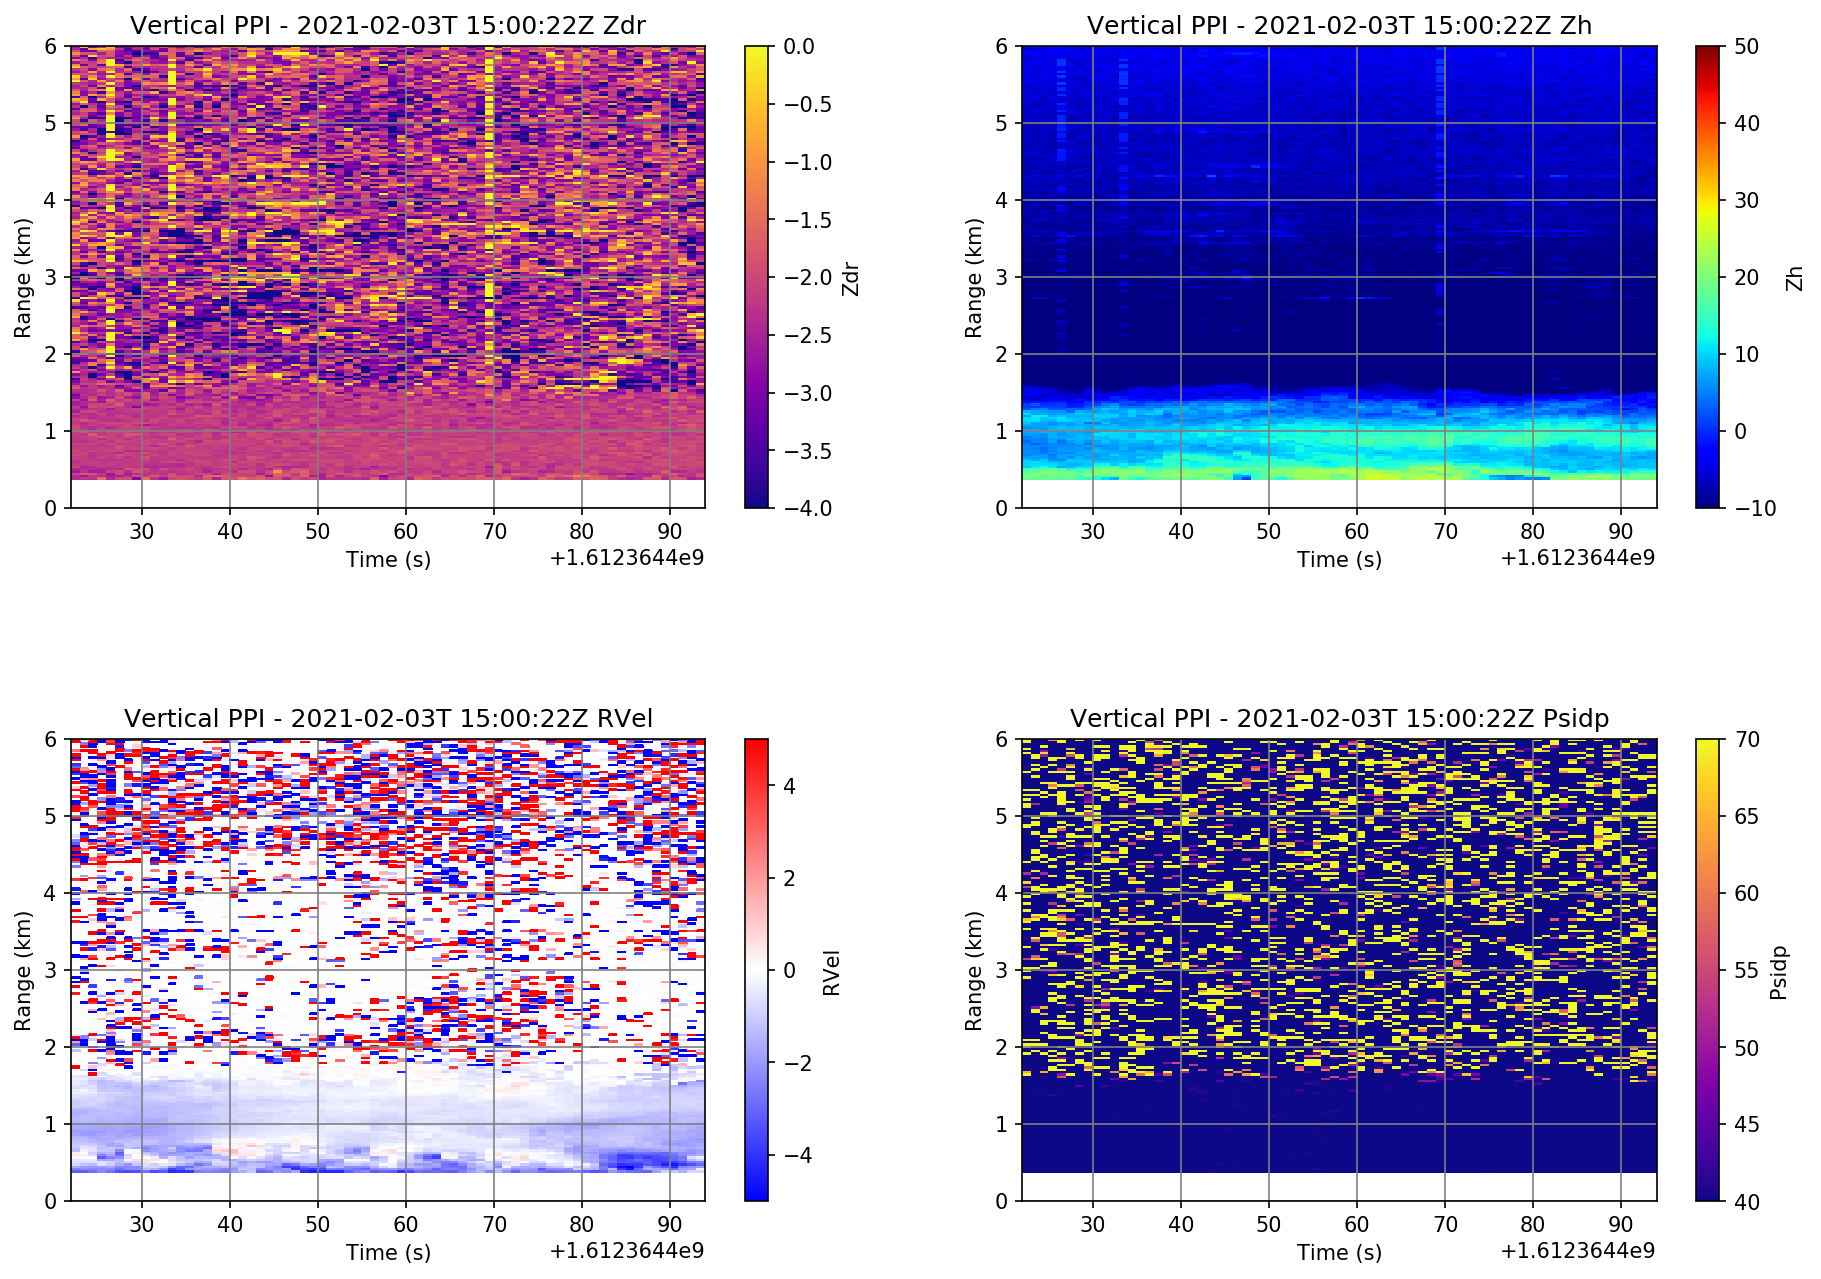 Vertical PPI - 2021-02-03T 15:00:22Z Zdr
6
5
4
3
2
1
0
Range (km)
30 40 50 60 70 80 90
Time (s)
+1.6123644e9
0.0
−0.5
−1.0
−1.5
−2.0
−2.5
−3.0
−3.5
−4.0
Zdr
Vertical PPI - 2021-02-03T 15:00:22Z Zh
6
5
4
3
2
1
0
Range (km)
30 40 50 60 70 80 90
Time (s)
+1.6123644e9
50
40
30
20
10
0
−10
Zh
Vertical PPI - 2021-02-03T 15:00:22Z RVel
6
5
4
3
2
1
0
Range (km)
30 40 50 60 70 80 90
Time (s)
+1.6123644e9
4
2
0
−2
−4
RVel
Vertical PPI - 2021-02-03T 15:00:22Z Psidp
6
5
4
3
2
1
0
Range (km)
30 40 50 60 70 80 90
Time (s)
+1.6123644e9
70
65
60
55
50
45
40
Psidp